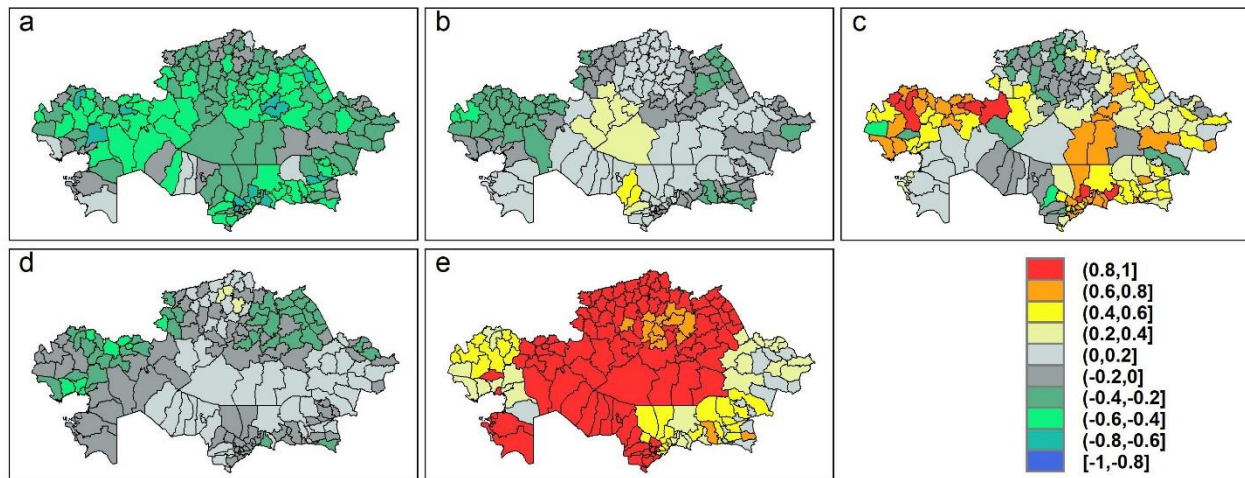 a
b
c
d
e
(0.8,1]
(0.6,0.8]
(0.4,0.6]
(0.2,0.4]
(0,0.2]
(-0.2,0]
(-0.4,-0.2]
(-0.6,-0.4]
(-0.8,-0.6]
[-1,-0.8]